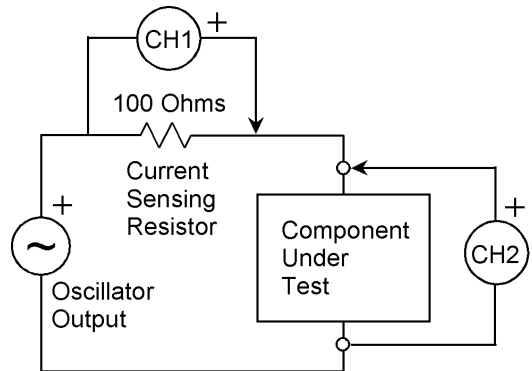 CH1
+
100 Ohms
Current
Sensing
Resistor
+
~
Oscillator
Output
Component
Under
Test
+
CH2